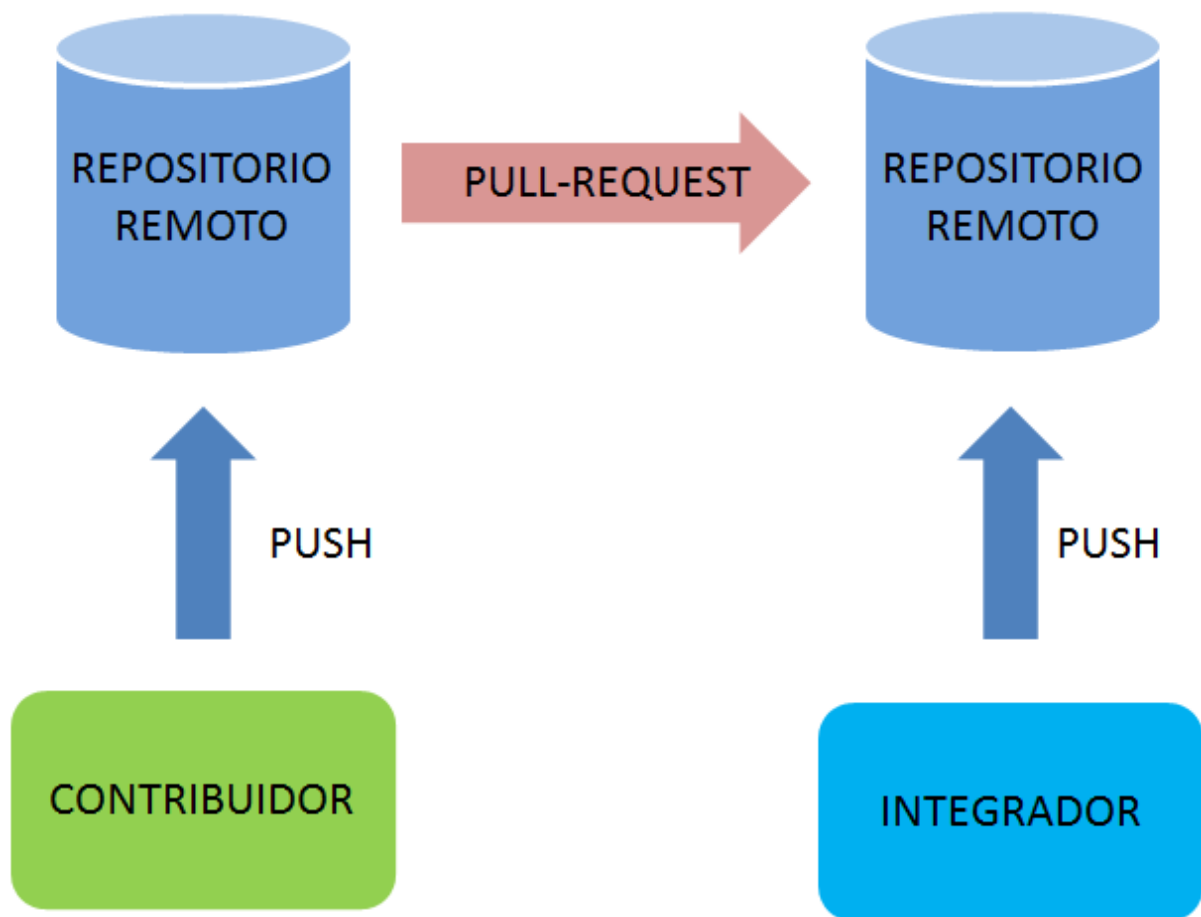 REPOSITORIO
REMOTO
PULL-REQUEST
REPOSITORIO
REMOTO
PUSH
PUSH
CONTRIBUIDOR
INTEGRADOR